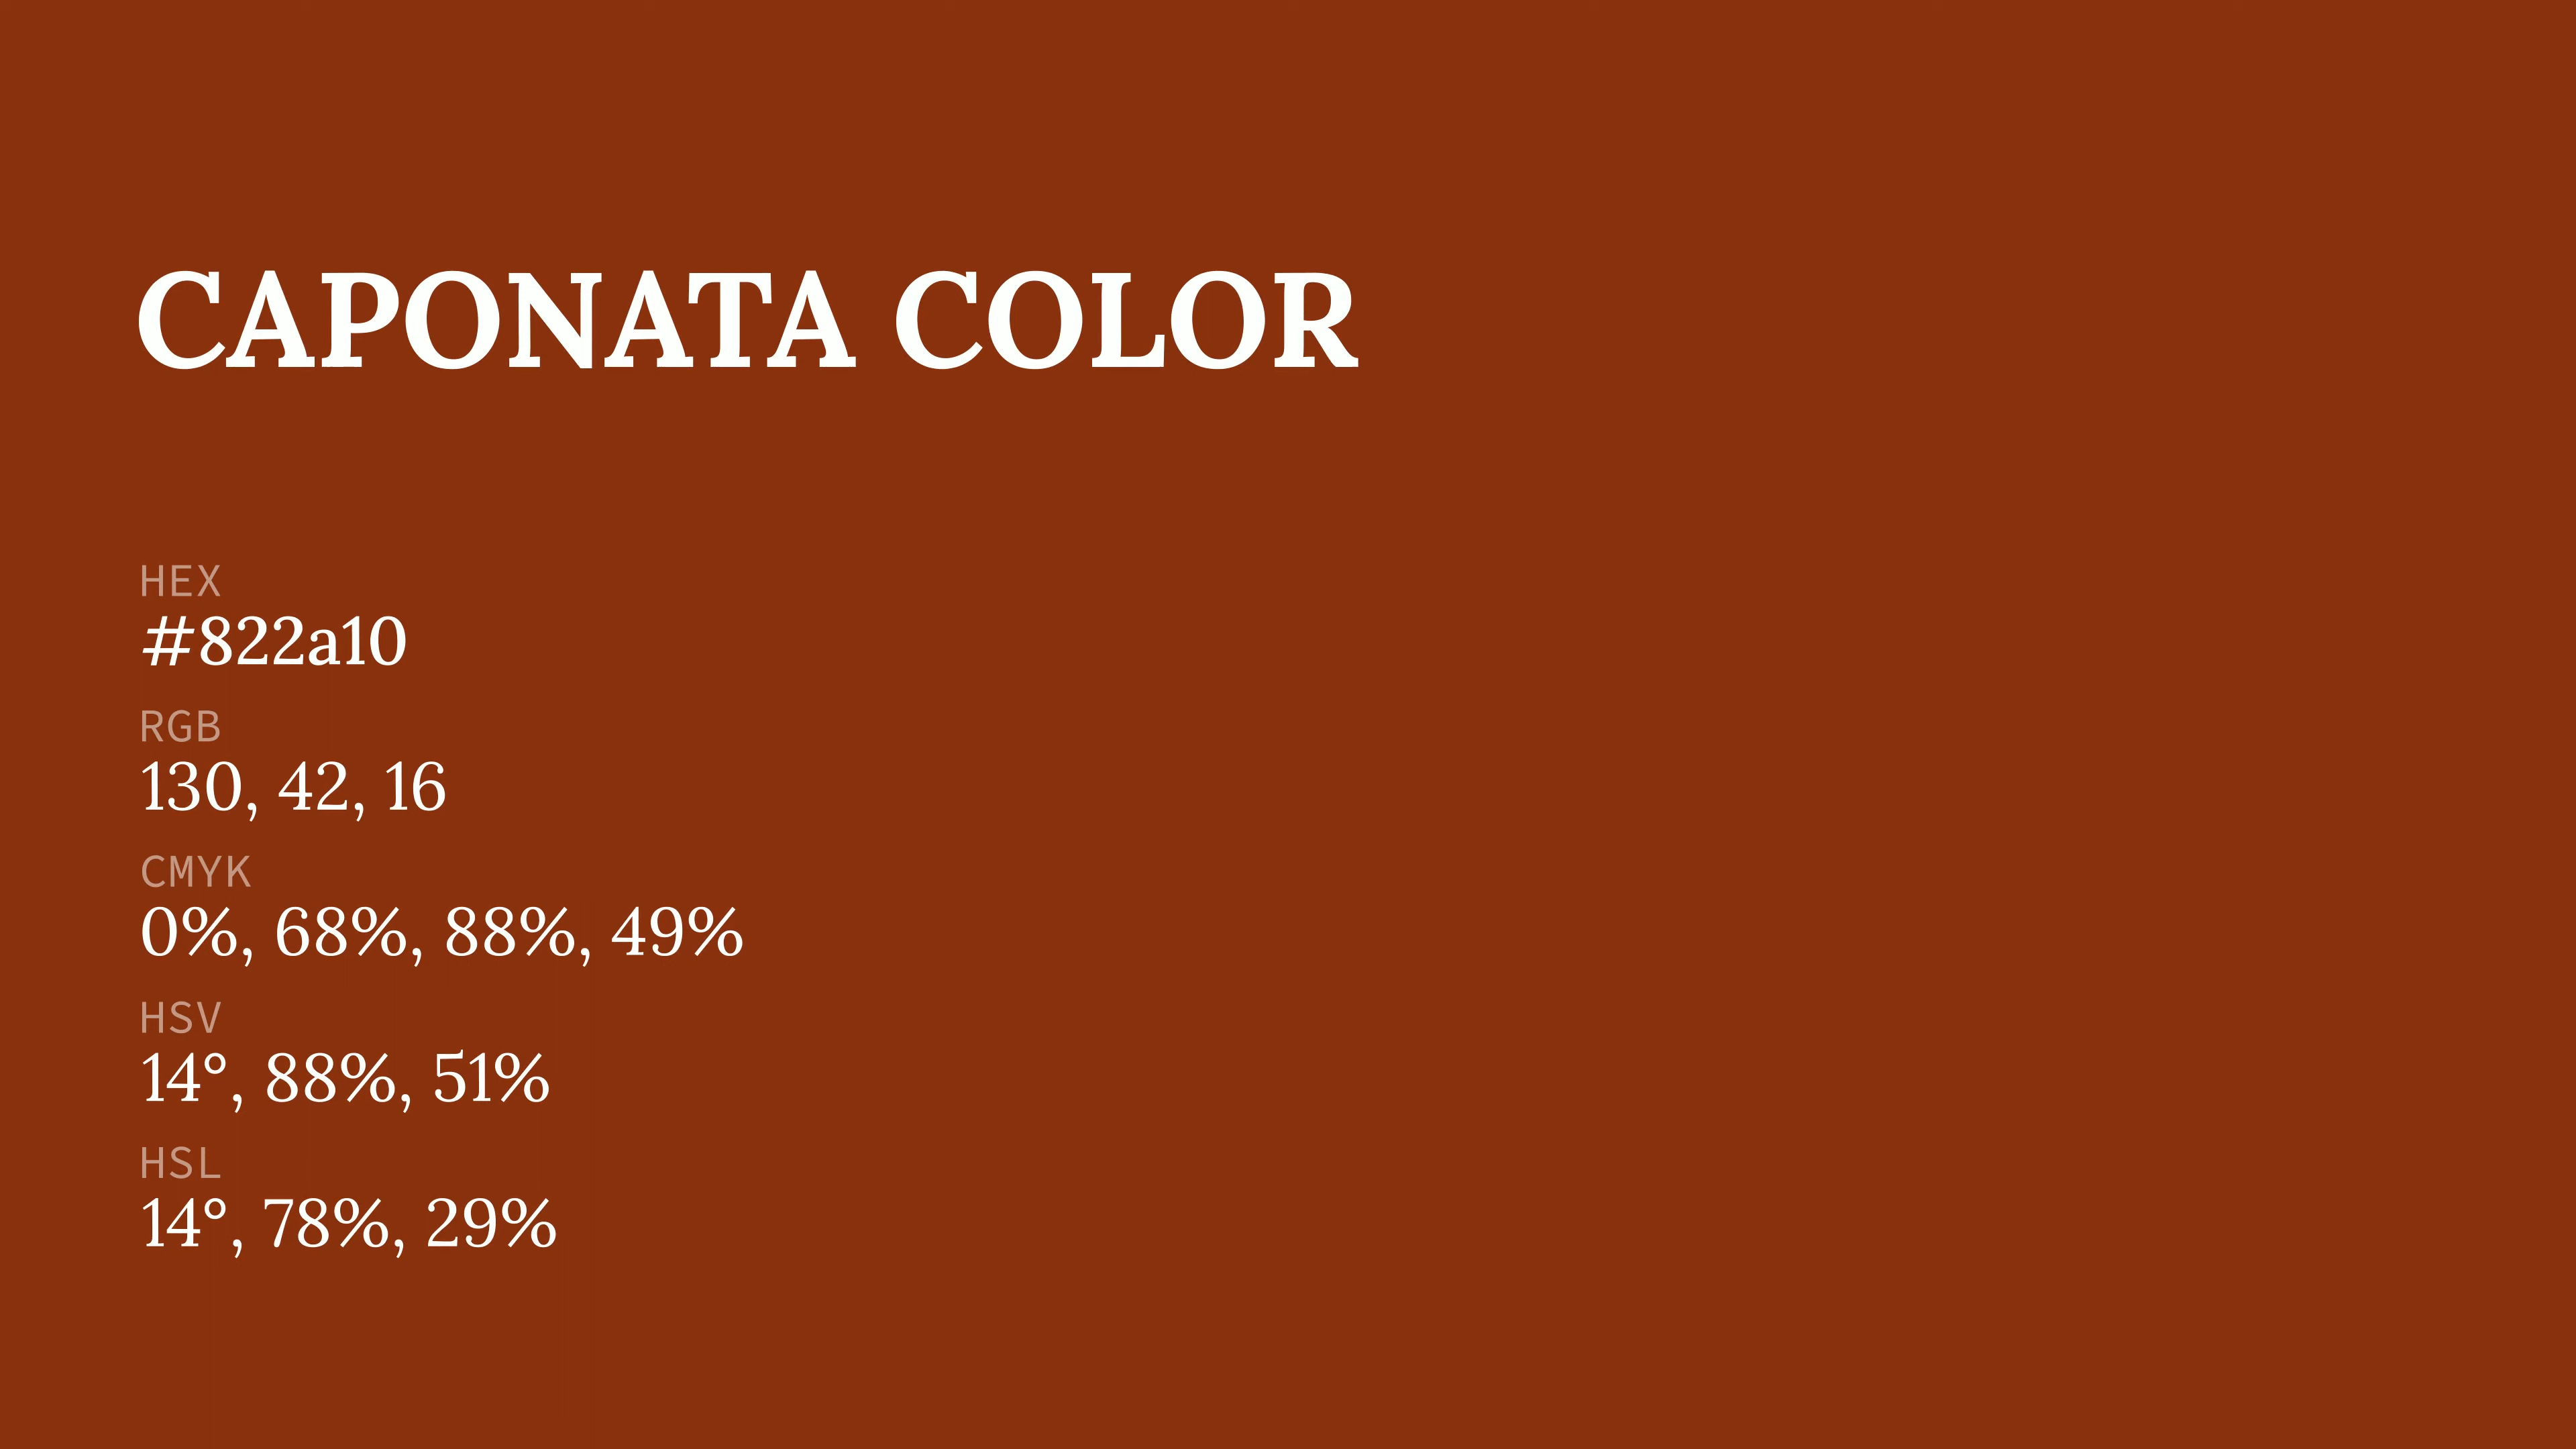 CAPONATA COLOR
HEX
#822a10
RGB
130, 42, 16
CMYK
0%, 68%, 88%, 49%
HSV
14°, 88%, 51%
HSL
14°, 78%, 29%